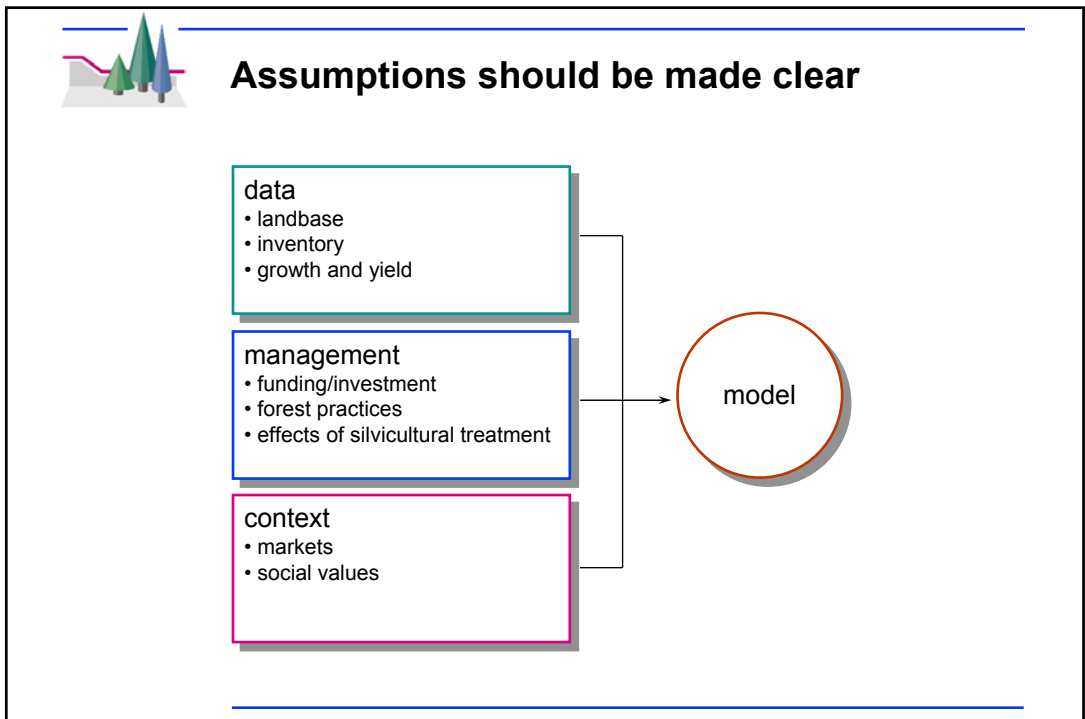 Assumptions should be made clear
data
• landbase
• inventory
• growth and yield
management
• funding/investment
• forest practices
• effects of silvicultural treatment
context
• markets
• social values
model